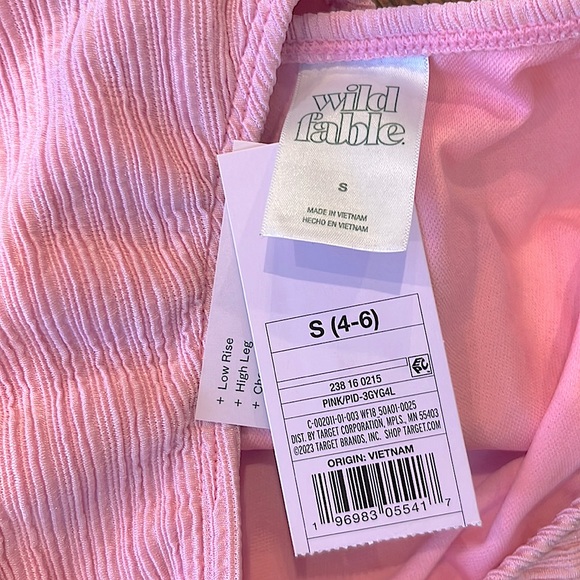 wild
fable.
S
MADE IN VIETNAM
HECHO EN VIETNAM
+ Low Rise
+ High Leg
+ Ch
S (4-6)
238 16 0215
PINK/PID-3GYG4L
C-002011-01-003 WF18_50A01-0025
DIST. BY TARGET CORPORATION, MPLS., MN 55403
©2023 TARGET BRANDS, INC. SHOP TARGET.COM
ORIGIN: VIETNAM
1 96983 05541 7